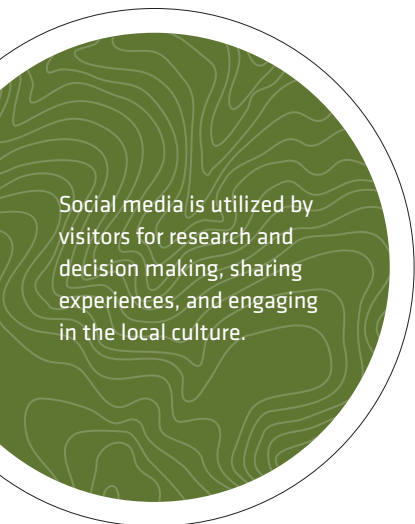 Social media is utilized by
visitors for research and
decision making, sharing
experiences, and engaging
in the local culture.